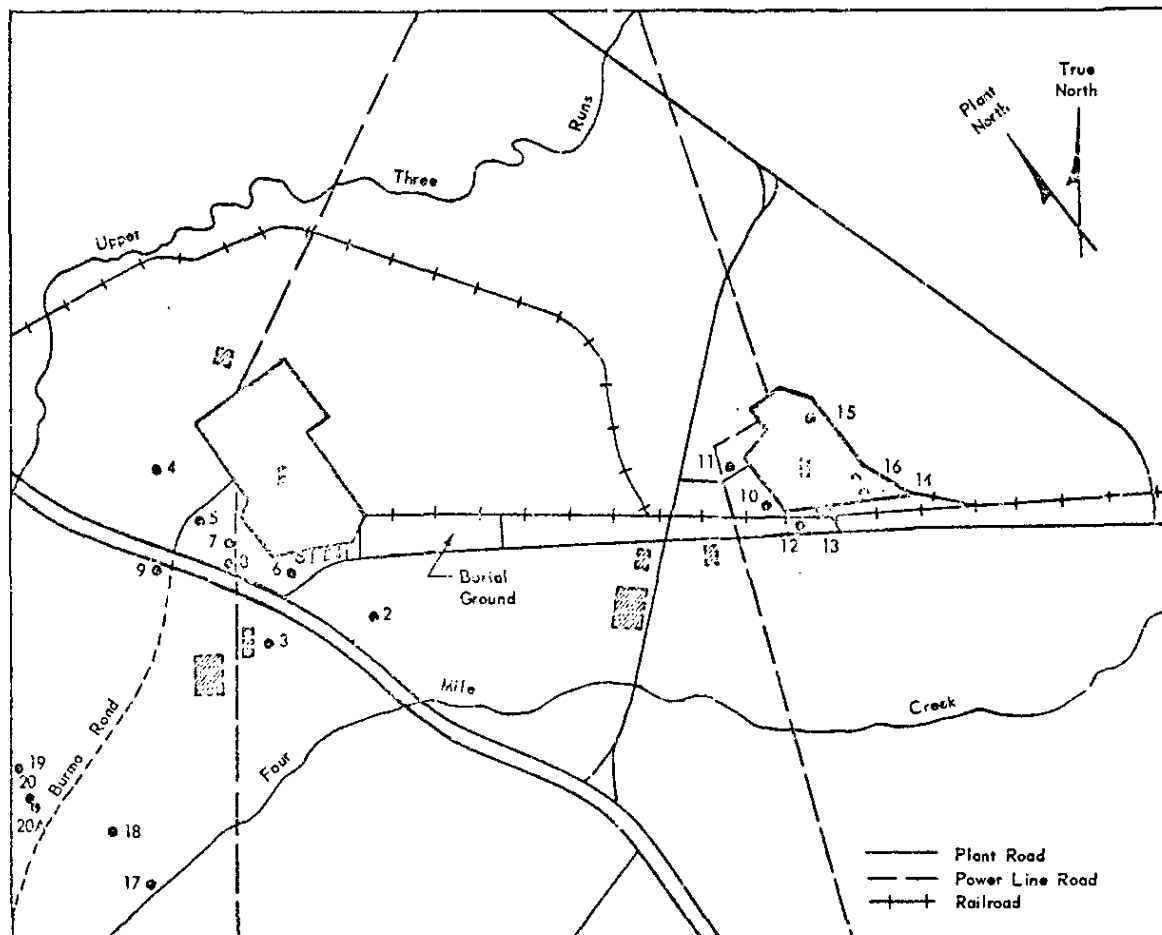 True
North
Plant
North
Runs
Three
Upper
15
4
11
16
14
10
5
7
12
13
9
6
Burial
Ground
2
3
Mile
Creek
Burma Road
Four
19
20
20A
18
17
Plant Road
Power Line Road
Railroad